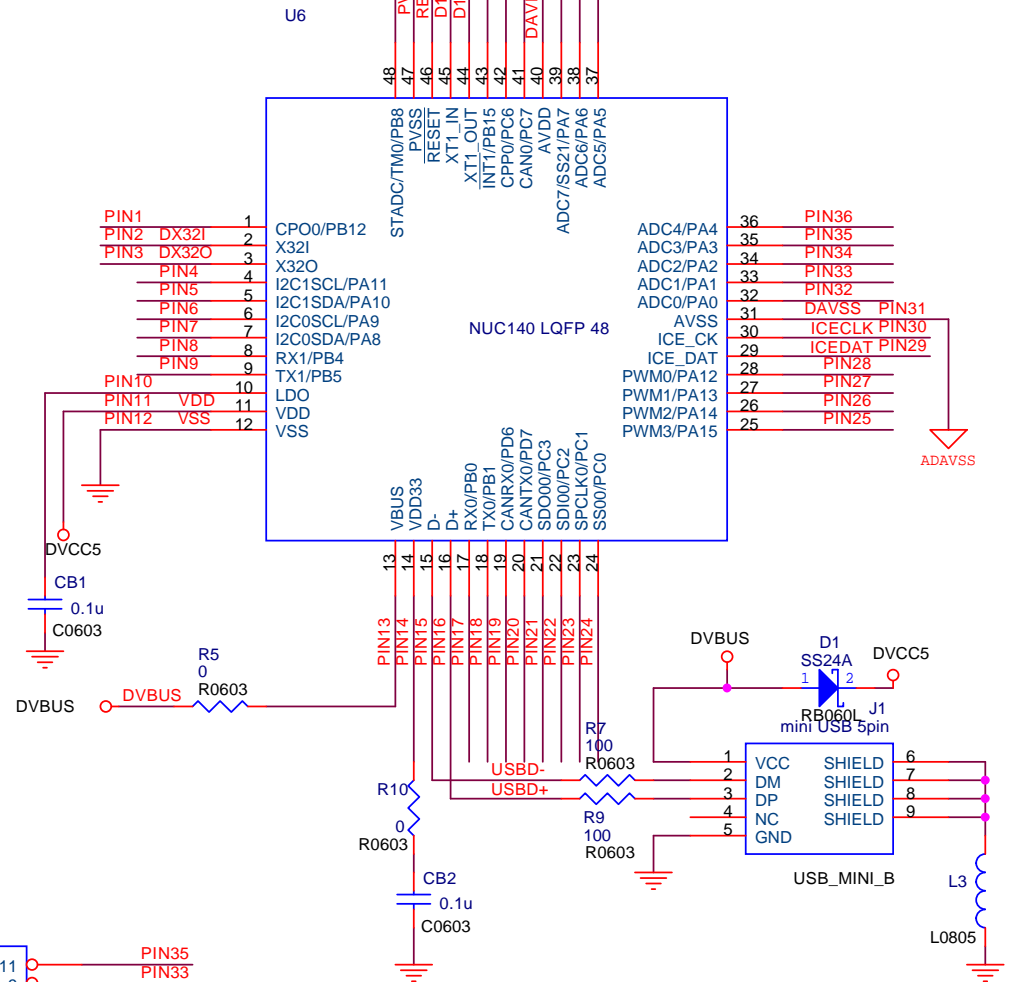 U6
RE
D1
D1
DAV
48
47
46
45
44
43
42
41
40
39
38
37
STADC/TM0/PB8
PVSS
RESET
XT1_IN
XT1_OUT
INT1/PB15
CPP0/PC6
CAN0/PC7
AVDD
ADC7/SS21/PA7
ADC6/PA6
ADC5/PA5
PIN1 1 CPO0/PB12
PIN2 DX32I 2 X32I
PIN3 DX32O 3 X32O
PIN4 4 I2C1SCL/PA11
PIN5 5 I2C1SDA/PA10
PIN6 6 I2C0SCL/PA9
PIN7 7 I2C0SDA/PA8
PIN8 8 RX1/PB4
PIN9 9 TX1/PB5
PIN10 10 LDO
PIN11 VDD 11 VDD
PIN12 VSS 12 VSS
NUC140 LQFP 48
ADC4/PA4 36 PIN36
ADC3/PA3 35 PIN35
ADC2/PA2 34 PIN34
ADC1/PA1 33 PIN33
ADC0/PA0 32 PIN32
AVSS 31 DAVSS PIN31
ICE_CK 30 ICECLK PIN30
ICE_DAT 29 ICEDAT PIN29
PWM0/PA12 28 PIN28
PWM1/PA13 27 PIN27
PWM2/PA14 26 PIN26
PWM3/PA15 25 PIN25
ADAVSS
VBUS
VDD33
D-
D+
RX0/PB0
TX0/PB1
CANRX0/PD6
CANTX0/PD7
SDO00/PC3
SDI00/PC2
SPCLK0/PC1
SS00/PC0
13
14
15
16
17
18
19
20
21
22
23
24
PIN13
PIN14
PIN15
PIN16
PIN17
PIN18
PIN19
PIN20
PIN21
PIN22
PIN23
PIN24
DVCC5
CB1
0.1u
C0603
R5
0
R0603
DVBUS
DVBUS
R10
0
R0603
CB2
0.1u
C0603
USBD-
USBD+
R7
100
R0603
R9
100
R0603
DVBUS
D1
SS24A
1 2
RB060L
DVCC5
J1
mini USB 5pin
1 VCC SHIELD 6
2 DM SHIELD 7
3 DP SHIELD 8
4 NC SHIELD 9
5 GND
USB_MINI_B
L3
L0805
11 PIN35
PIN33